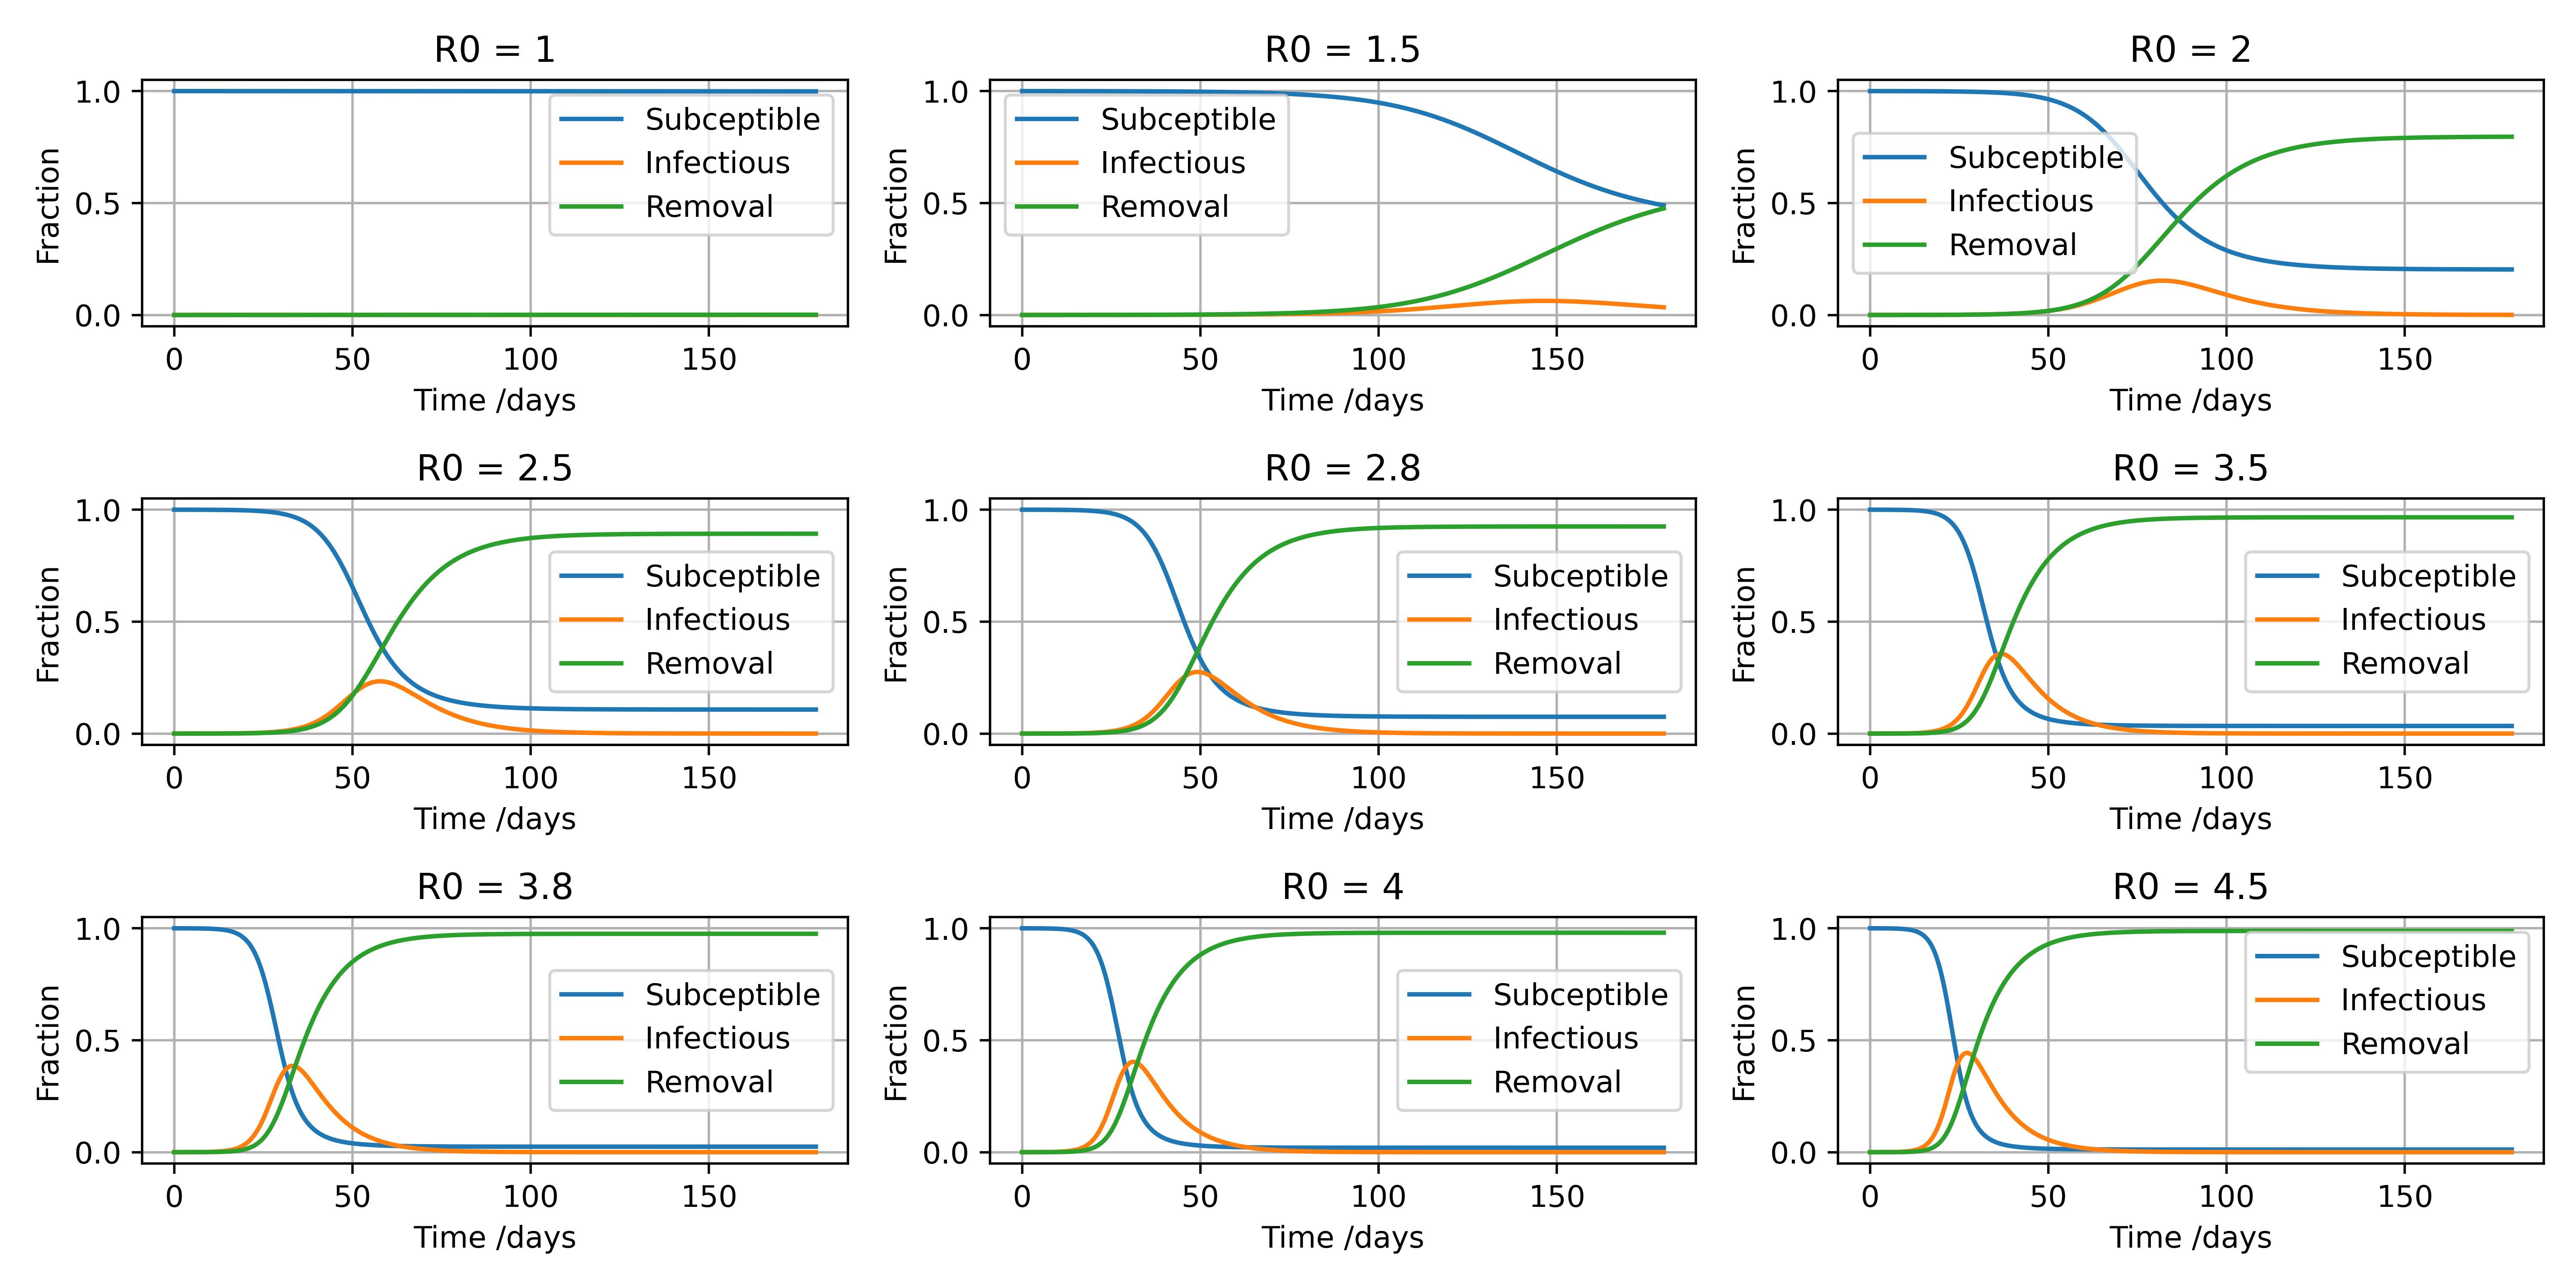 R0 = 1
1.0
0.5
0.0
Fraction
Subceptible
Infectious
Removal
0 50 100 150
Time /days
R0 = 1.5
1.0
0.5
0.0
Fraction
Subceptible
Infectious
Removal
0 50 100 150
Time /days
R0 = 2
1.0
0.5
0.0
Fraction
Subceptible
Infectious
Removal
0 50 100 150
Time /days
R0 = 2.5
1.0
0.5
0.0
Fraction
Subceptible
Infectious
Removal
0 50 100 150
Time /days
R0 = 2.8
1.0
0.5
0.0
Fraction
Subceptible
Infectious
Removal
0 50 100 150
Time /days
R0 = 3.5
1.0
0.5
0.0
Fraction
Subceptible
Infectious
Removal
0 50 100 150
Time /days
R0 = 3.8
1.0
0.5
0.0
Fraction
Subceptible
Infectious
Removal
0 50 100 150
Time /days
R0 = 4
1.0
0.5
0.0
Fraction
Subceptible
Infectious
Removal
0 50 100 150
Time /days
R0 = 4.5
1.0
0.5
0.0
Fraction
Subceptible
Infectious
Removal
0 50 100 150
Time /days